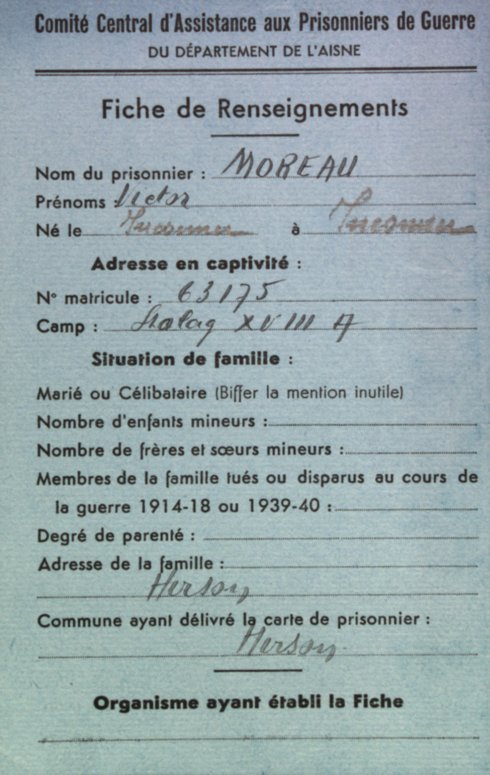 Comité Central d'Assistance aux Prisonniers de Guerre
DU DÉPARTEMENT DE L'AISNE
Fiche de Renseignements
Nom du prisonnier : MOREAU
Prénoms Victor
Né le Inconnu à Inconnu
Adresse en captivité :
N° matricule : 63175
Camp : Stalag XVIII A
Situation de famille :
Marié ou Célibataire (Biffer la mention inutile)
Nombre d'enfants mineurs :
Nombre de frères et sœurs mineurs :
Membres de la famille tués ou disparus au cours de
la guerre 1914-18 ou 1939-40 :
Degré de parenté :
Adresse de la famille :
Commune ayant délivré la carte de prisonnier :
Organisme ayant établi la Fiche